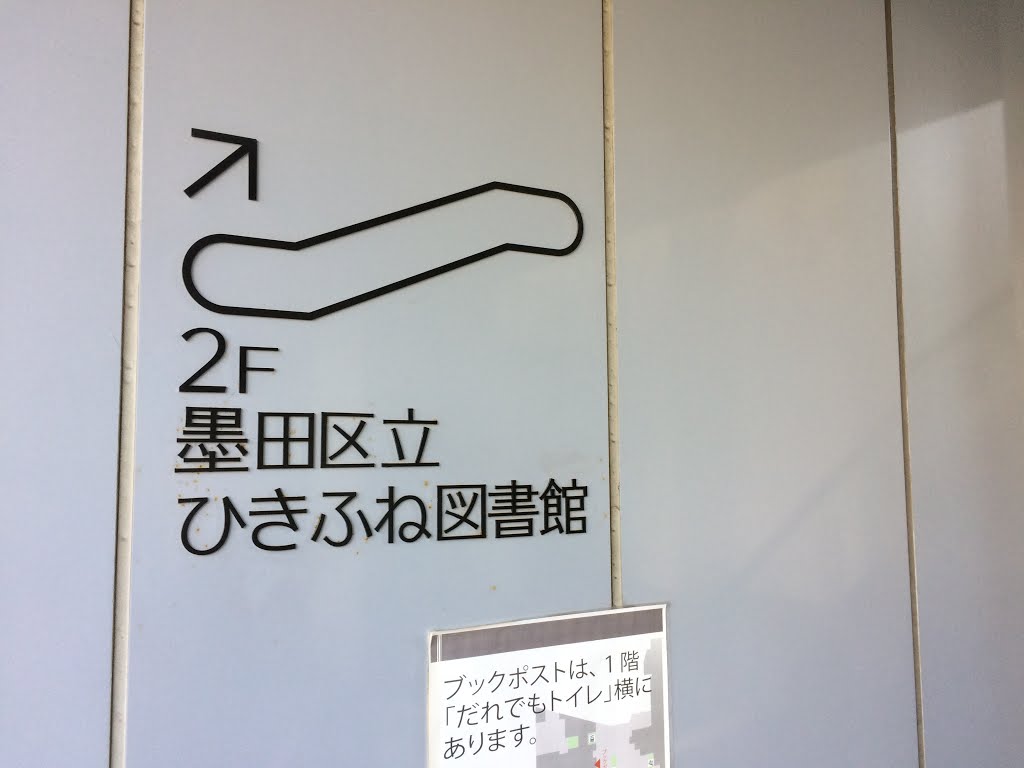 2F
墨田区立
ひきふね図書館
ブックポストは、1階
「だれでもトイレ」横に
あります。